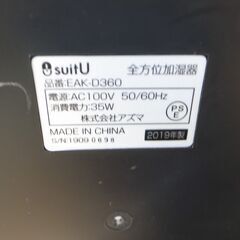 suitU 全方位加湿器
品番:EAK-D360
電源:AC100V 50/60Hz
消費電力:35W
PS
E
株式会社アズマ
MADE IN CHINA
2019年製
S/N:1909 0698